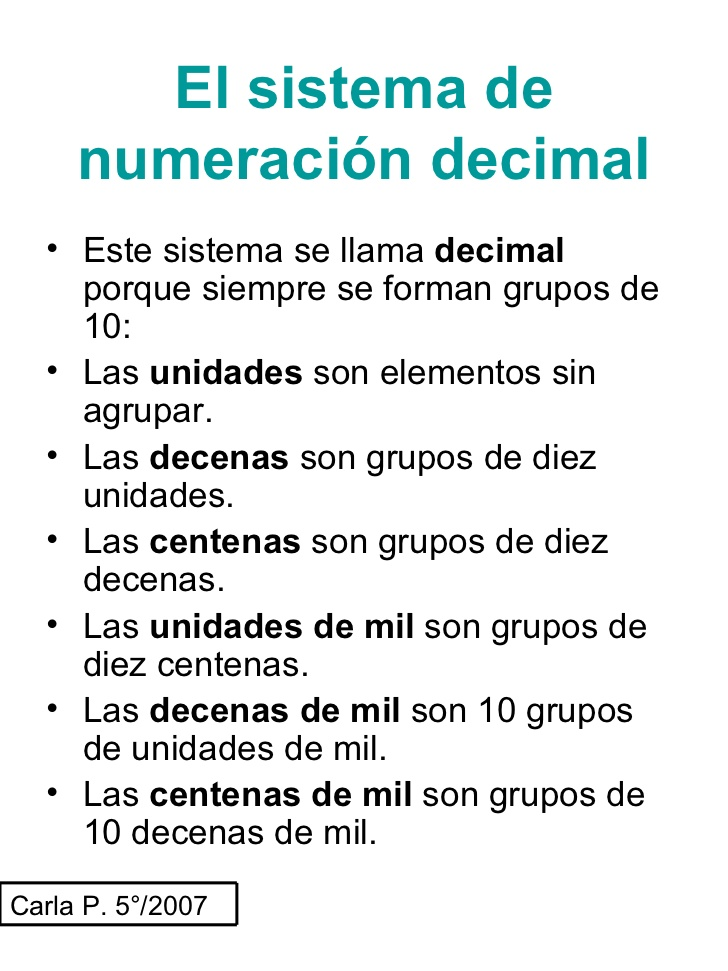 El sistema de
numeración decimal
• Este sistema se llama decimal
porque siempre se forman grupos de
10:
• Las unidades son elementos sin
agrupar.
• Las decenas son grupos de diez
unidades.
• Las centenas son grupos de diez
decenas.
• Las unidades de mil son grupos de
diez centenas.
• Las decenas de mil son 10 grupos
de unidades de mil.
• Las centenas de mil son grupos de
10 decenas de mil.
Carla P. 5°/2007